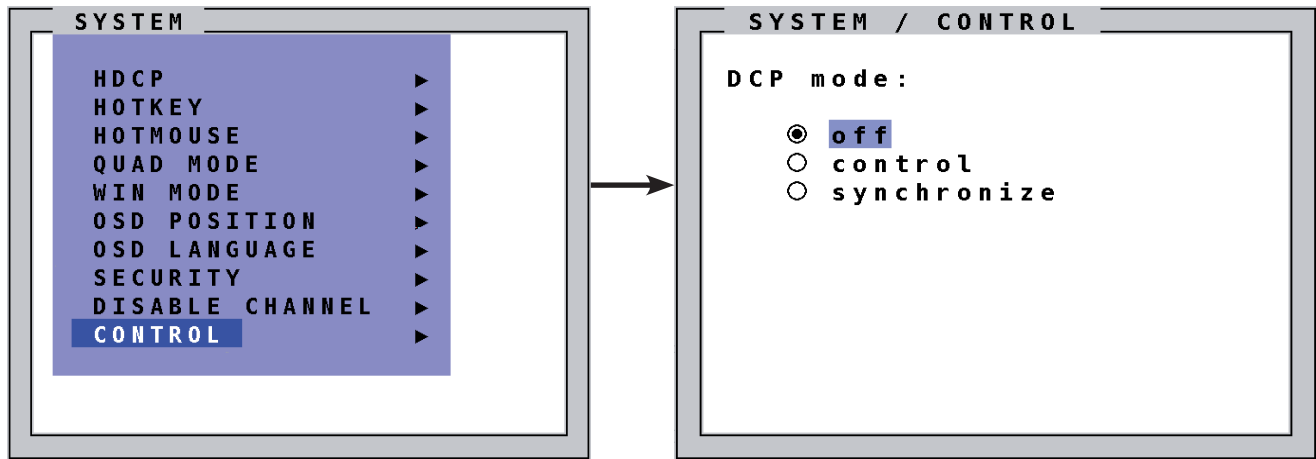 SYSTEM
HDCP ▶
HOTKEY ▶
HOTMOUSE ▶
QUAD MODE ▶
WIN MODE ▶
OSD POSITION ▶
OSD LANGUAGE ▶
SECURITY ▶
DISABLE CHANNEL ▶
CONTROL ▶
SYSTEM / CONTROL
DCP mode:
off
control
synchronize